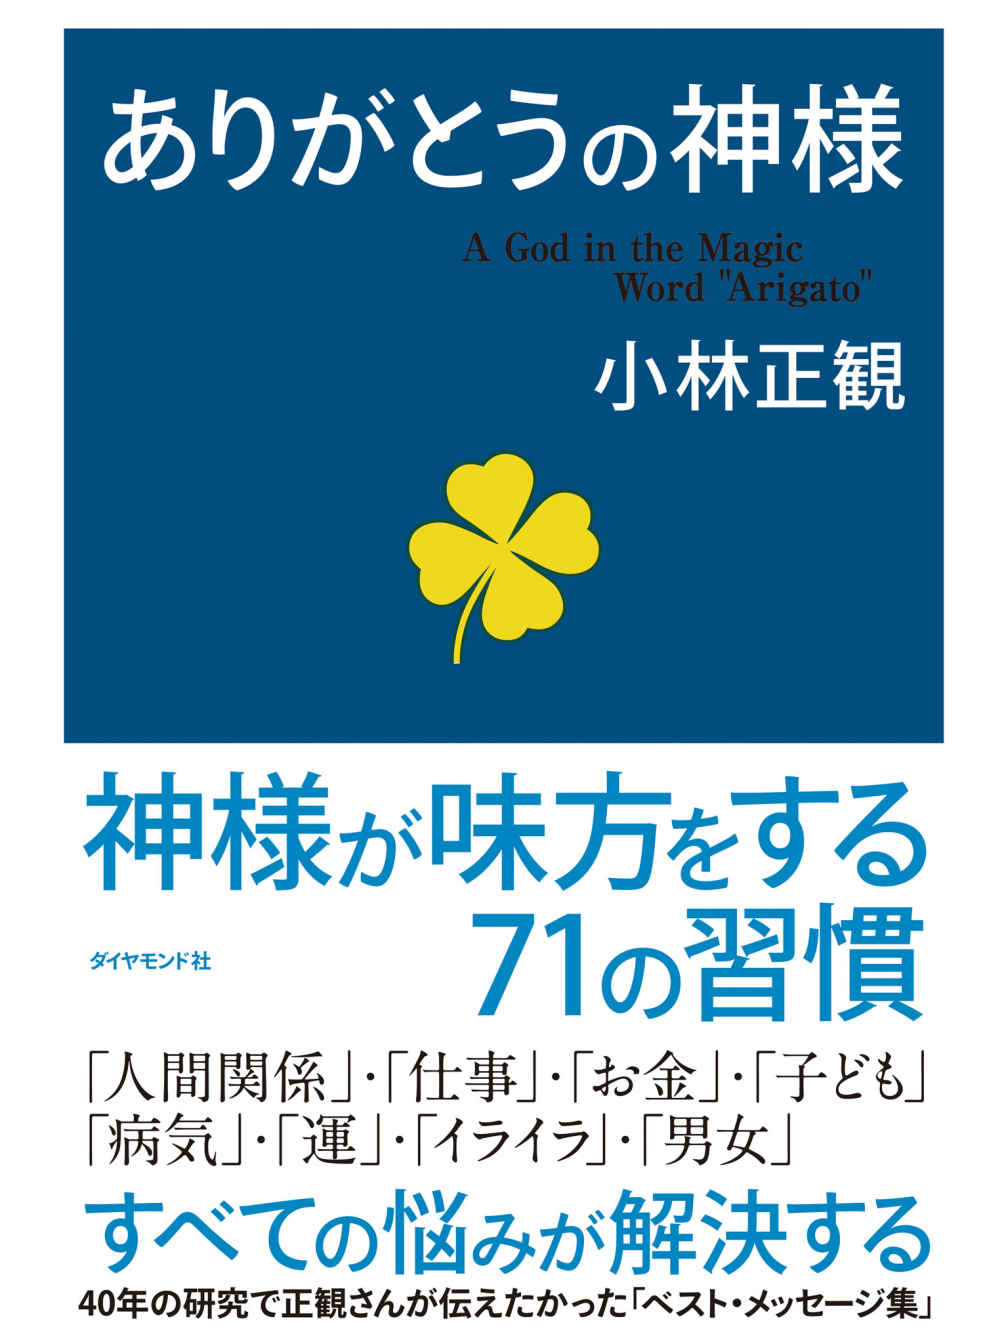 ありがとうの神様
A God in the Magic
Word "Arigato"
小林正観
神様が味方をする
71の習慣
ダイヤモンド社
「人間関係」・「仕事」・「お金」・「子ども」
「病気」・「運」・「イライラ」・「男女」
すべての悩みが解決する
40年の研究で正観さんが伝えたかった「ベスト・メッセージ集」